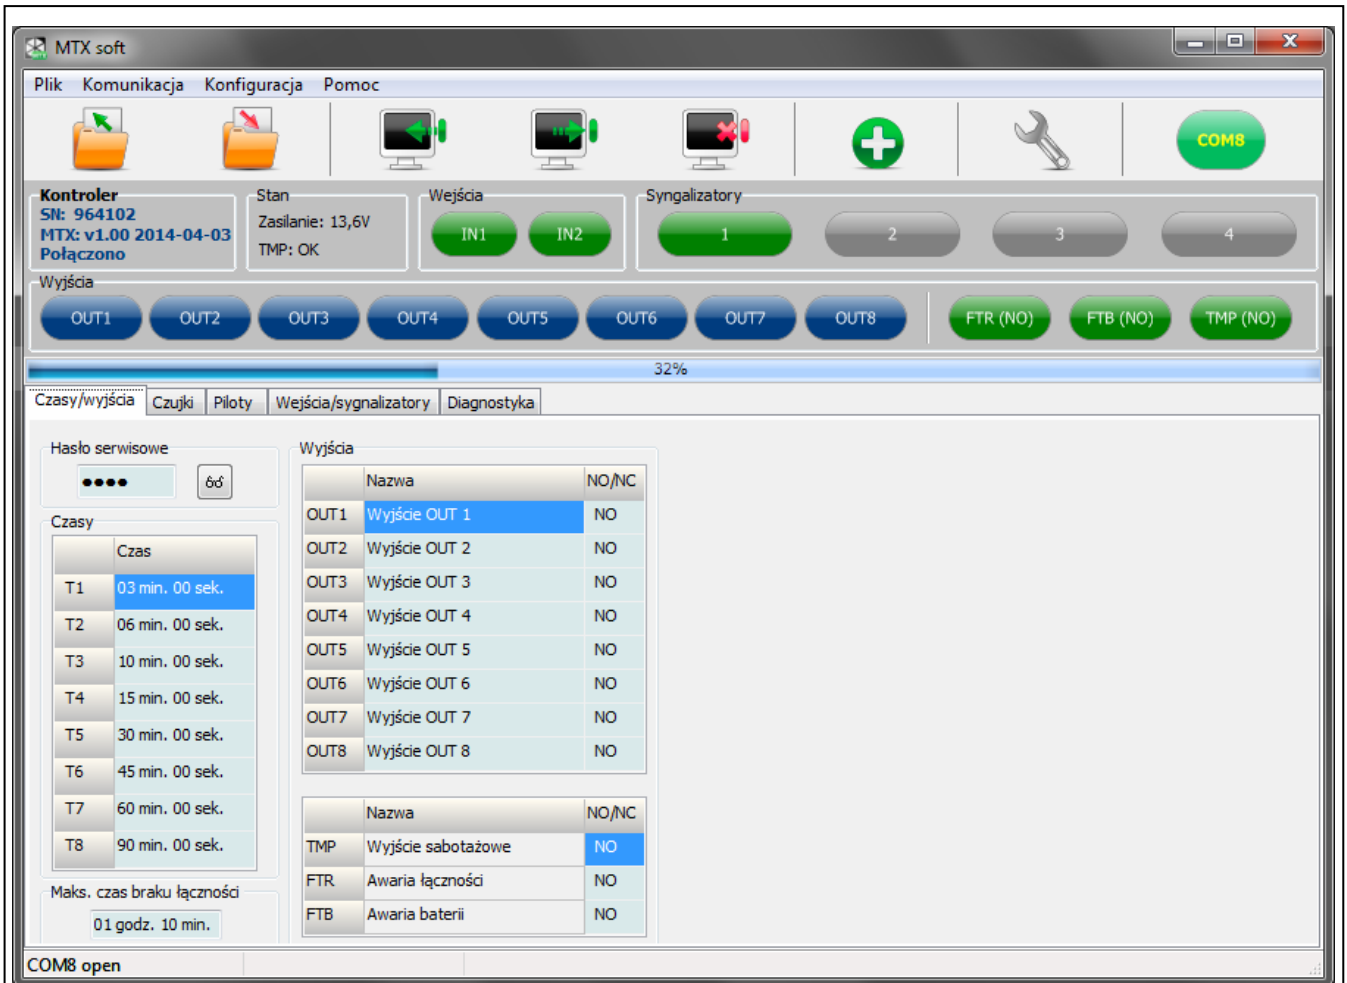 MTX soft
Plik Komunikacja Konfiguracja Pomoc
COM8
Kontroler
SN: 964102
MTX: v1.00 2014-04-03
Połączono
Stan
Zasilanie: 13,6V
TMP: OK
Wejścia
IN1 IN2
Syngalizatory
1 2 3 4
Wyjścia
OUT1 OUT2 OUT3 OUT4 OUT5 OUT6 OUT7 OUT8 FTR (NO) FTB (NO) TMP (NO)
32%
Czasy/wyjścia Czujki Piloty Wejścia/sygnalizatory Diagnostyka
Hasło serwisowe
●●●●
Czasy
Czas
T1 03 min. 00 sek.
T2 06 min. 00 sek.
T3 10 min. 00 sek.
T4 15 min. 00 sek.
T5 30 min. 00 sek.
T6 45 min. 00 sek.
T7 60 min. 00 sek.
T8 90 min. 00 sek.
Maks. czas braku łączności
01 godz. 10 min.
Wyjścia
Nazwa NO/NC
OUT1 Wyjście OUT 1 NO
OUT2 Wyjście OUT 2 NO
OUT3 Wyjście OUT 3 NO
OUT4 Wyjście OUT 4 NO
OUT5 Wyjście OUT 5 NO
OUT6 Wyjście OUT 6 NO
OUT7 Wyjście OUT 7 NO
OUT8 Wyjście OUT 8 NO
Nazwa NO/NC
TMP Wyjście sabotażowe NO
FTR Awaria łączności NO
FTB Awaria baterii NO
COM8 open